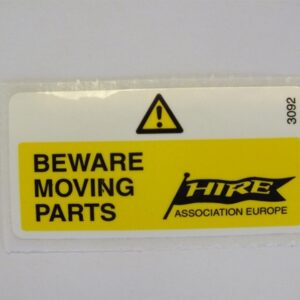 3092
BEWARE
MOVING
PARTS
HIRE
ASSOCIATION EUROPE